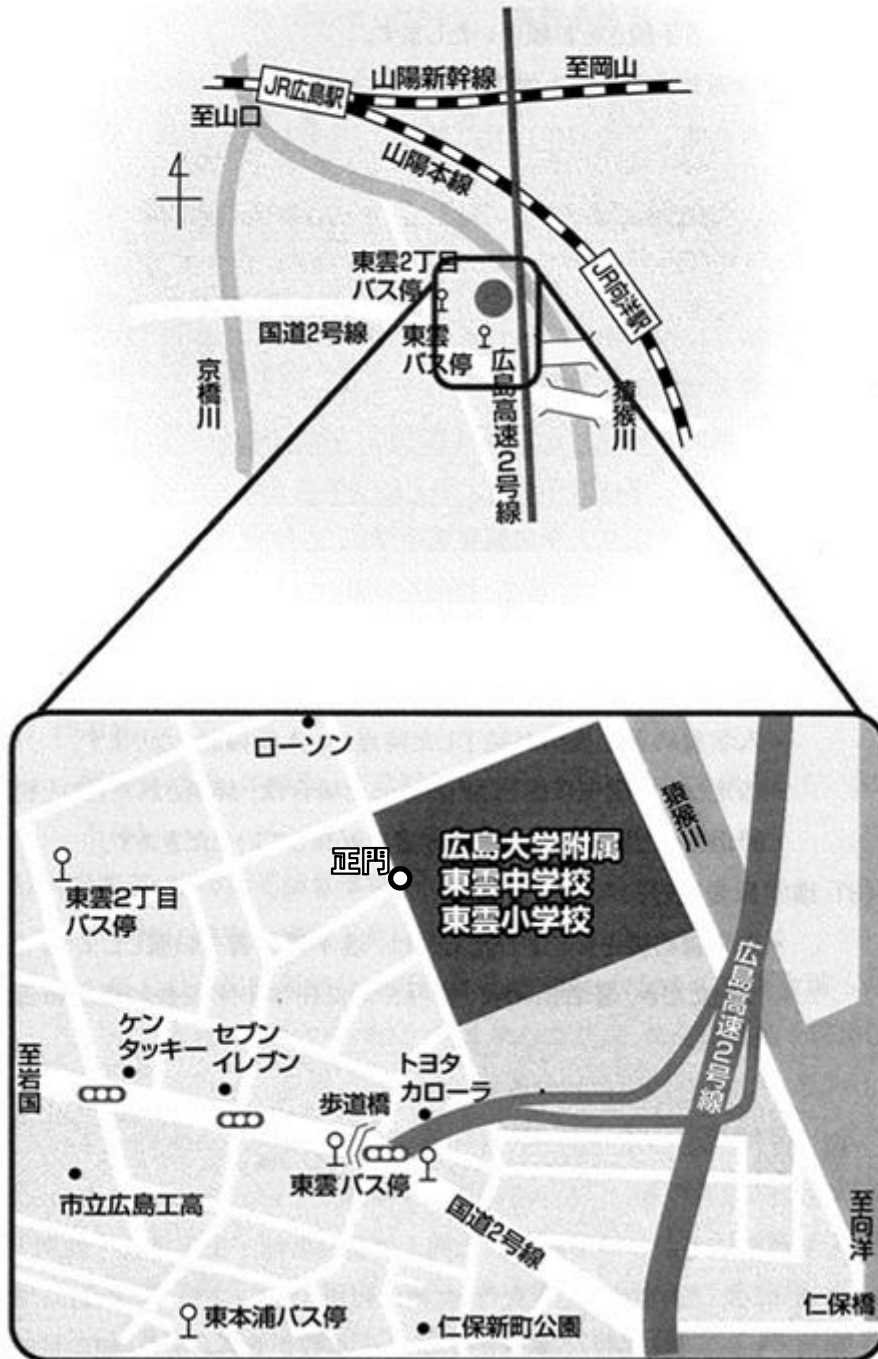 山陽新幹線
至岡山
JR広島駅
至山口
山陽本線
東雲2丁目
バス停
JR向洋駅
国道2号線
東雲
バス停
広島高速2号線
京橋川
猿猴川
ローソン
猿猴川
正門
広島大学附属
東雲中学校
東雲小学校
東雲2丁目
バス停
広島高速2号線
ケン
タッキー
セブン
イレブン
トヨタ
カローラ
至岩国
歩道橋
東雲バス停
市立広島工高
国道2号線
至向洋
仁保橋
東本浦バス停
仁保新町公園